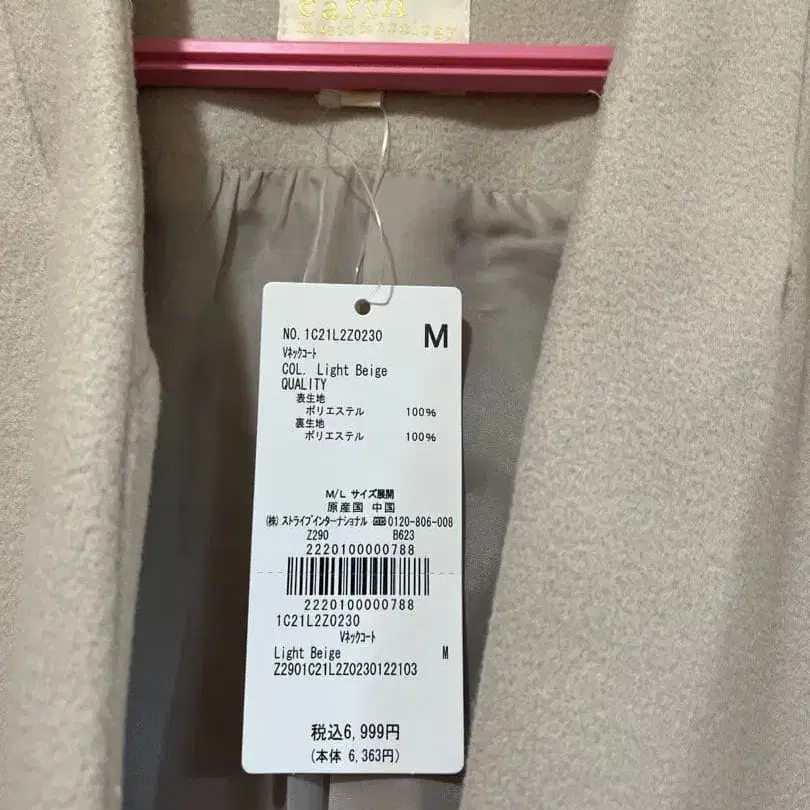 earth
music&ecology
NO. 1C21L2Z0230 M
Vネックコート
COL. Light Beige
QUALITY
表生地
ポリエステル 100%
裏生地
ポリエステル 100%
M/L サイズ展開
原産国 中国
(株) ストライプインターナショナル 0120-806-008
Z290 B623
2220100000788
2220100000788
1C21L2Z0230
Vネックコート
Light Beige M
Z2901C21L2Z0230122103
税込6,999円
(本体 6,363円)